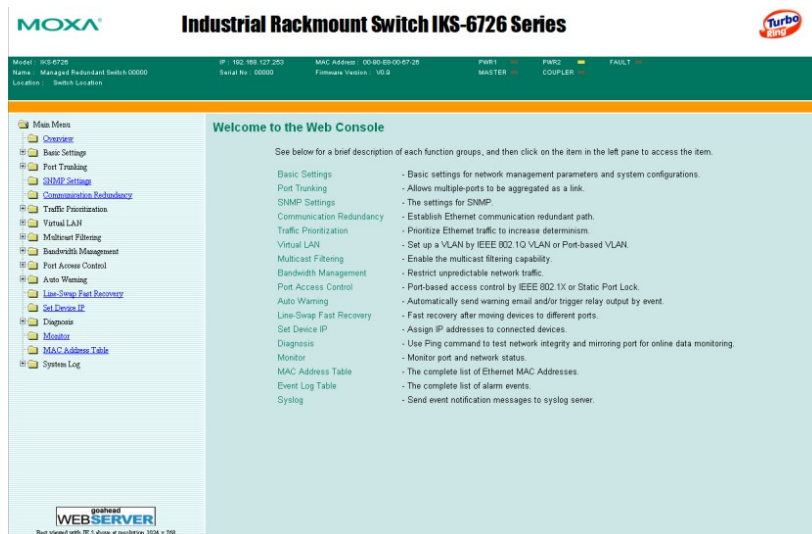 MOXA
Industrial Rackmount Switch IKS-6726 Series
Turbo Ring
Model : IKS-6726
Name : Managed Redundant Switch 00000
Location : Switch Location
IP : 192.168.127.253
Serial No : 00000
MAC Address : 00-90-E8-00-67-26
Firmware Version : V0.9
PWR1
PWR2
FAULT
MASTER
COUPLER
Main Menu
Overview
Basic Settings
Port Trunking
SNMP Settings
Communication Redundancy
Traffic Prioritization
Virtual LAN
Multicast Filtering
Bandwidth Management
Port Access Control
Auto Warning
Line-Swap Fast Recovery
Set Device IP
Diagnosis
Monitor
MAC Address Table
System Log
goahead
WEBSERVER
Best viewed with IE 5 above at resolution 1024 x 768
Welcome to the Web Console
See below for a brief description of each function groups, and then click on the item in the left pane to access the item.
Basic Settings - Basic settings for network management parameters and system configurations.
Port Trunking - Allows multiple-ports to be aggregated as a link.
SNMP Settings - The settings for SNMP.
Communication Redundancy - Establish Ethernet communication redundant path.
Traffic Prioritization - Prioritize Ethernet traffic to increase determinism.
Virtual LAN - Set up a VLAN by IEEE 802.1Q VLAN or Port-based VLAN.
Multicast Filtering - Enable the multicast filtering capability.
Bandwidth Management - Restrict unpredictable network traffic.
Port Access Control - Port-based access control by IEEE 802.1X or Static Port Lock.
Auto Warning - Automatically send warning email and/or trigger relay output by event.
Line-Swap Fast Recovery - Fast recovery after moving devices to different ports.
Set Device IP - Assign IP addresses to connected devices.
Diagnosis - Use Ping command to test network integrity and mirroring port for online data monitoring.
Monitor - Monitor port and network status.
MAC Address Table - The complete list of Ethernet MAC Addresses.
Event Log Table - The complete list of alarm events.
Syslog - Send event notification messages to syslog server.